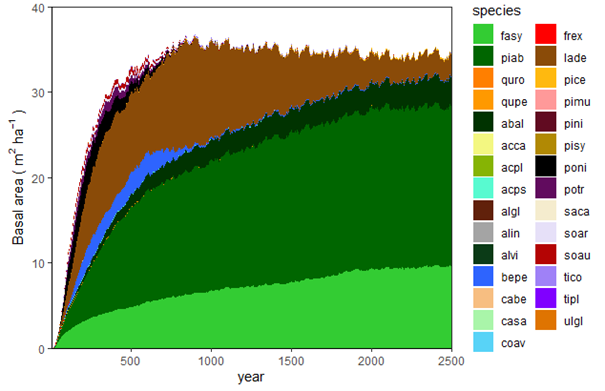 species
40
30
20
10
0
Basal area ( m² ha⁻¹ )
500
1000
1500
2000
2500
year
fasy
piab
quro
qupe
abal
acca
acpl
acps
algl
alin
alvi
bepe
cabe
casa
coav
frex
lade
pice
pimu
pini
pisy
poni
potr
saca
soar
soau
tico
tipl
ulgl